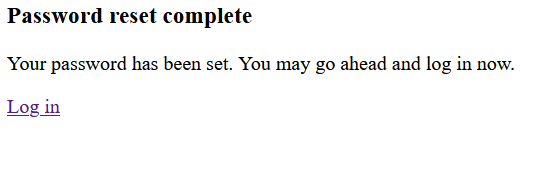 Password reset complete
Your password has been set. You may go ahead and log in now.
Log in